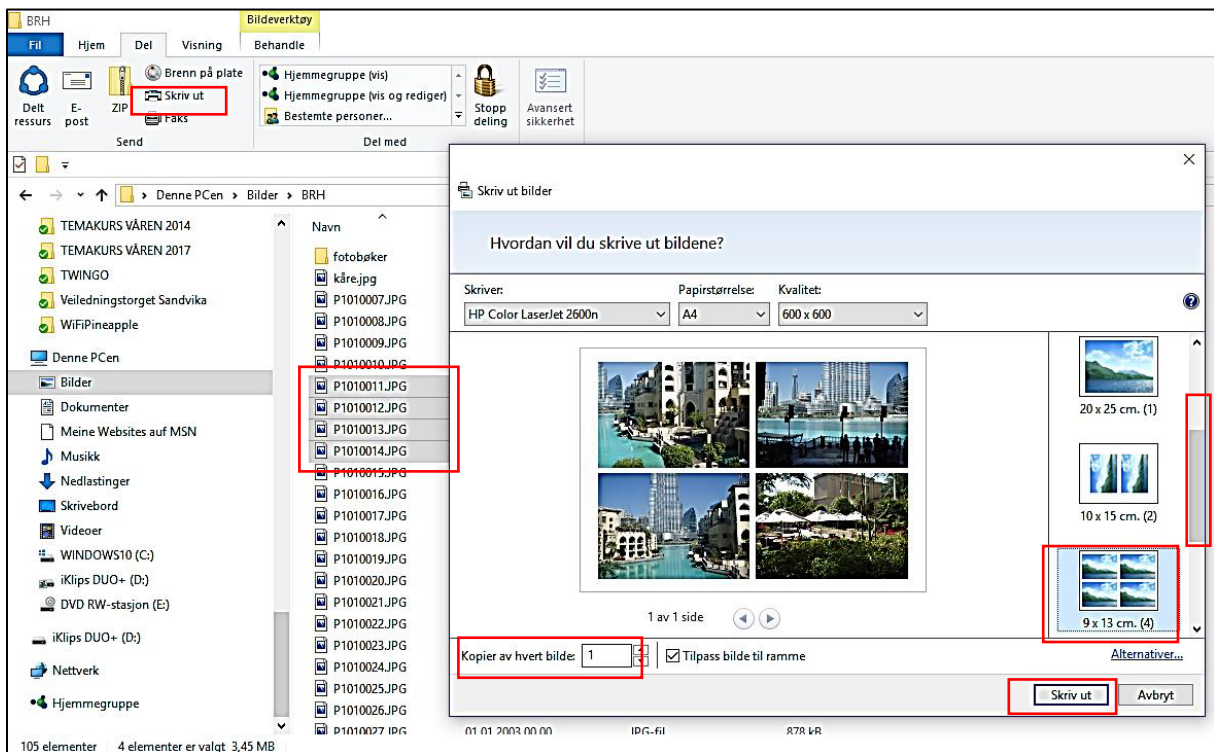 BRH
Bildeverktøy
Fil Hjem Del Visning Behandle
Delt ressurs
E-post
ZIP
Brenn på plate
Skriv ut
Faks
Send
Hjemmegruppe (vis)
Hjemmegruppe (vis og rediger)
Bestemte personer...
Del med
Stopp deling
Avansert sikkerhet
Denne PCen > Bilder > BRH
TEMAKURS VÅREN 2014
TEMAKURS VÅREN 2017
TWINGO
Veiledningstorget Sandvika
WiFiPineapple
Denne PCen
Bilder
Dokumenter
Meine Websites auf MSN
Musikk
Nedlastinger
Skrivebord
Videoer
WINDOWS10 (C:)
iKlips DUO+ (D:)
DVD RW-stasjon (E:)
iKlips DUO+ (D:)
Nettverk
Hjemmegruppe
Navn
fotobøker
kåre.jpg
P1010007.JPG
P1010008.JPG
P1010009.JPG
P1010010.JPG
P1010011.JPG
P1010012.JPG
P1010013.JPG
P1010014.JPG
P1010015.JPG
P1010016.JPG
P1010017.JPG
P1010018.JPG
P1010019.JPG
P1010020.JPG
P1010021.JPG
P1010022.JPG
P1010023.JPG
P1010024.JPG
P1010025.JPG
P1010026.JPG
P1010027.JPG 01.01.2003 00.00 JPG-fil 878 kB
Skriv ut bilder
Hvordan vil du skrive ut bildene?
Skriver: Papirstørrelse: Kvalitet:
HP Color LaserJet 2600n A4 600 x 600
20 x 25 cm. (1)
10 x 15 cm. (2)
9 x 13 cm. (4)
1 av 1 side
Kopier av hvert bilde: 1 Tilpass bilde til ramme
Alternativer...
Skriv ut Avbryt
105 elementer 4 elementer er valgt 3,45 MB